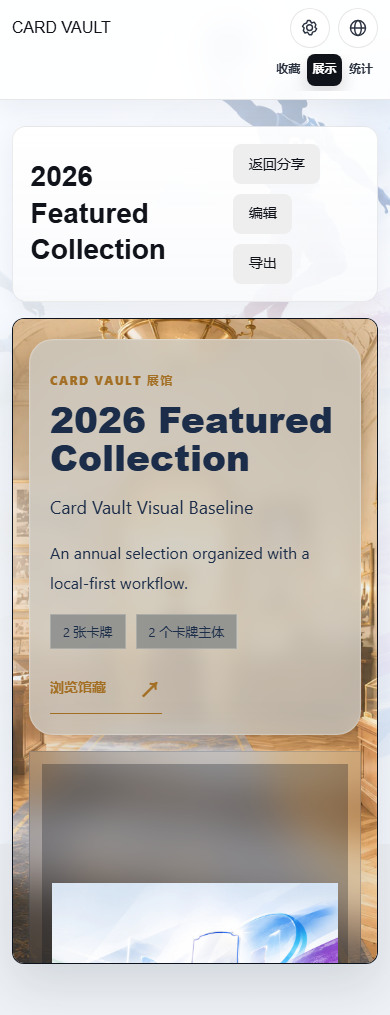 CARD VAULT
收藏
展示
统计
2026
Featured
Collection
返回分享
编辑
导出
CARD VAULT 展馆
2026 Featured
Collection
Card Vault Visual Baseline
An annual selection organized with a
local-first workflow.
2 张卡牌
2 个卡牌主体
浏览馆藏